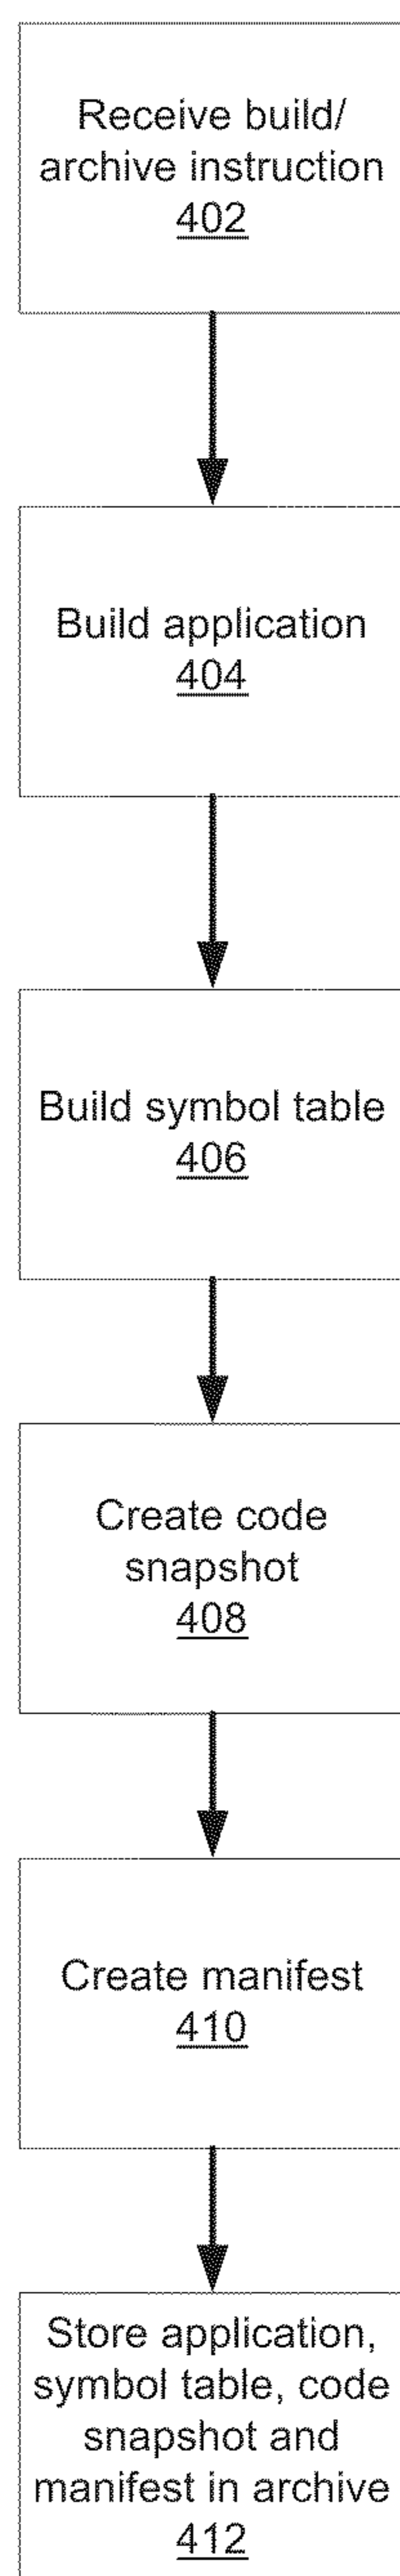 Receive build/
archive instruction
402
Build application
404
Build symbol table
406
Create code
snapshot
408
Create manifest
410
Store application,
symbol table, code
snapshot and
manifest in archive
412